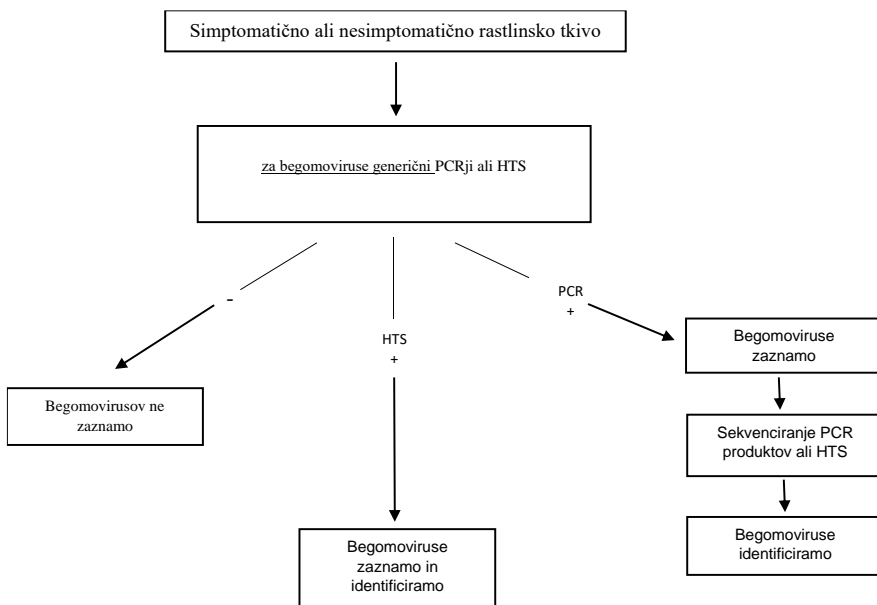 Simptomatično ali nesimptomatično rastlinsko tkivo
za begomoviruse generični PCRji ali HTS
-
HTS
+
PCR
+
Begomovirusov ne
zaznamo
Begomoviruse
zaznamo in
identificiramo
Begomoviruse
zaznamo
Sekvenciranje PCR
produktov ali HTS
Begomoviruse
identificiramo